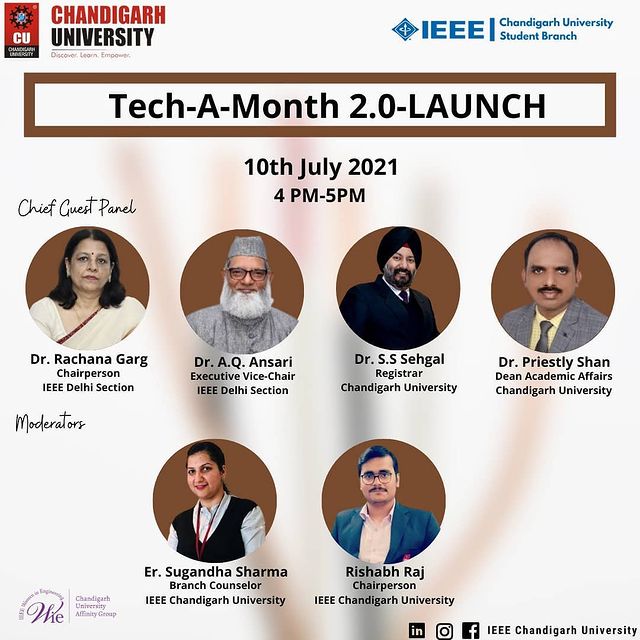 CU
CHANDIGARH
UNIVERSITY
CHANDIGARH
UNIVERSITY
Discover. Learn. Empower.
IEEE
Chandigarh University
Student Branch
Tech-A-Month 2.0-LAUNCH
10th July 2021
4 PM-5PM
Chief Guest Panel
Dr. Rachana Garg
Chairperson
IEEE Delhi Section
Dr. A.Q. Ansari
Executive Vice-Chair
IEEE Delhi Section
Dr. S.S Sehgal
Registrar
Chandigarh University
Dr. Priestly Shan
Dean Academic Affairs
Chandigarh University
Moderators
Er. Sugandha Sharma
Branch Counselor
IEEE Chandigarh University
Rishabh Raj
Chairperson
IEEE Chandigarh University
IEEE Women in Engineering
Wie
Chandigarh
University
Affinity Group
in
IEEE Chandigarh University